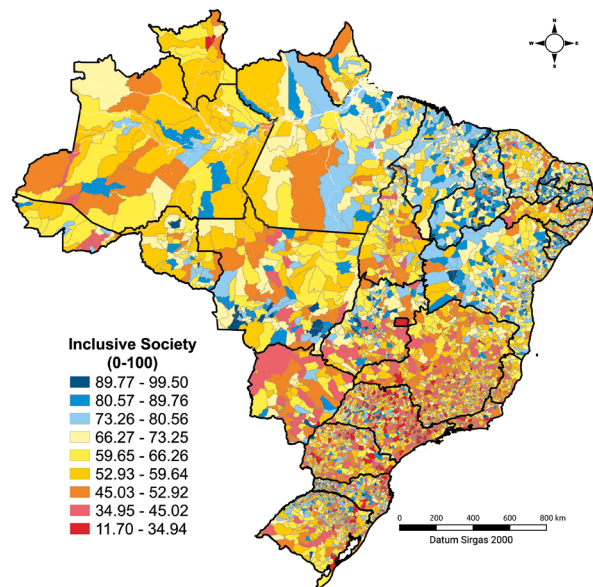 N
W E
S
Inclusive Society
(0-100)
89.77 - 99.50
80.57 - 89.76
73.26 - 80.56
66.27 - 73.25
59.65 - 66.26
52.93 - 59.64
45.03 - 52.92
34.95 - 45.02
11.70 - 34.94
0 200 400 600 800 km
Datum Sirgas 2000